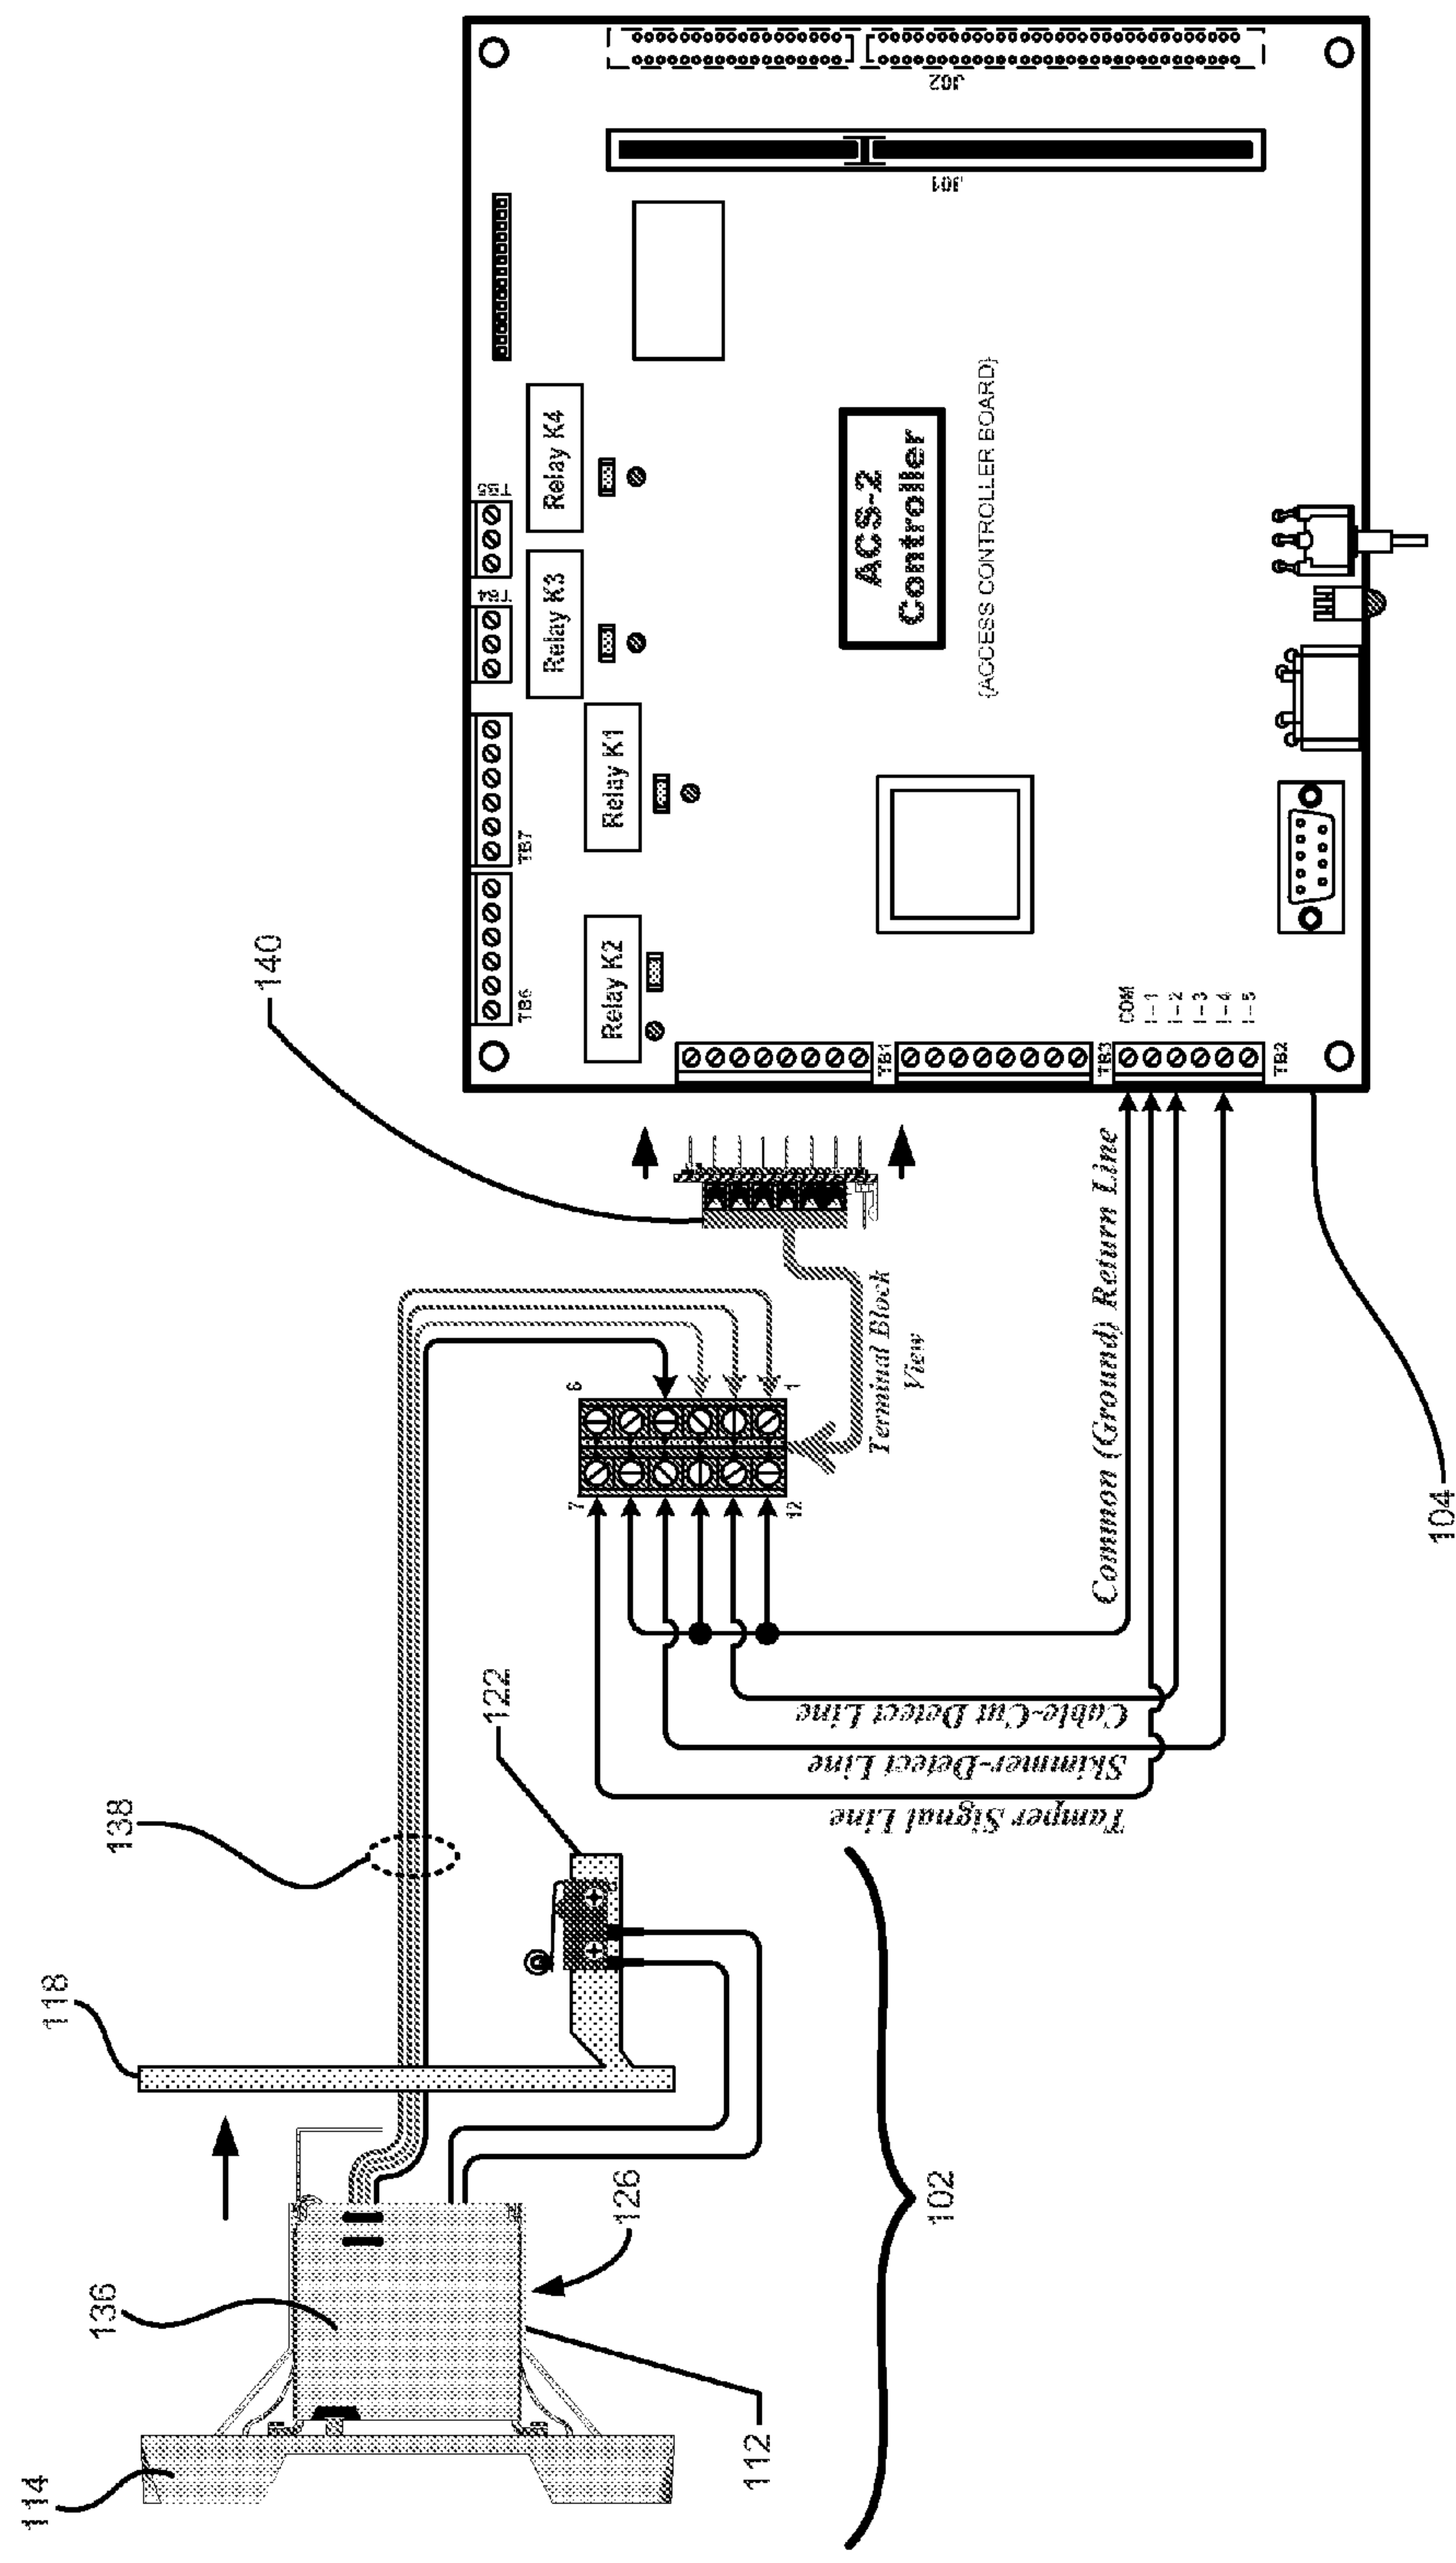 114
136
112
126
118
102
138
122
140
104
6
1
7
12
Terminal Block
View
Tamper Signal Line
Skimmer-Detect Line
Cable-Cut Detect Line
Common (Ground) Return Line
TB6
TB7
TB4
TB5
Relay K2
Relay K1
Relay K3
Relay K4
TB1
TB3
TB2
COM
I-1
I-2
I-3
I-4
I-5
ACS-2
Controller
(ACCESS CONTROLLER BOARD)
J01
J02